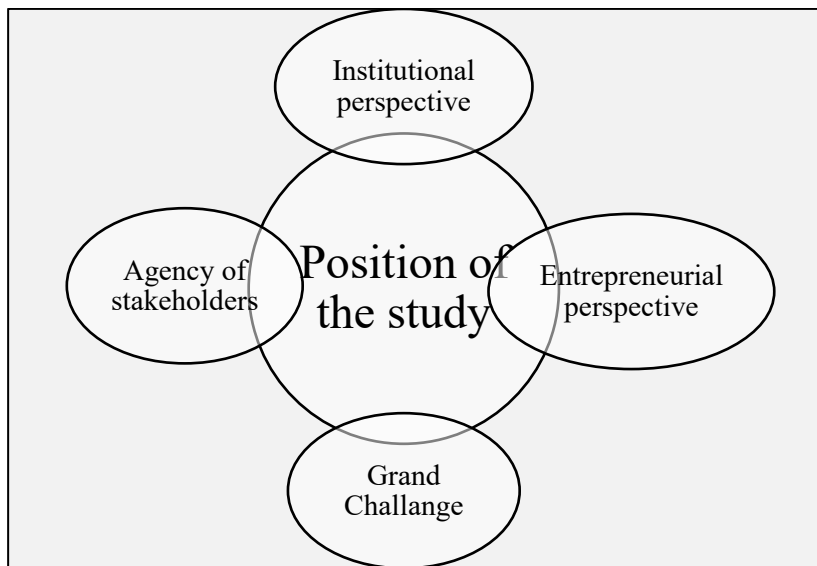 Institutional
perspective
Agency of
stakeholders
Position of
the study
Entrepreneurial
perspective
Grand
Challange